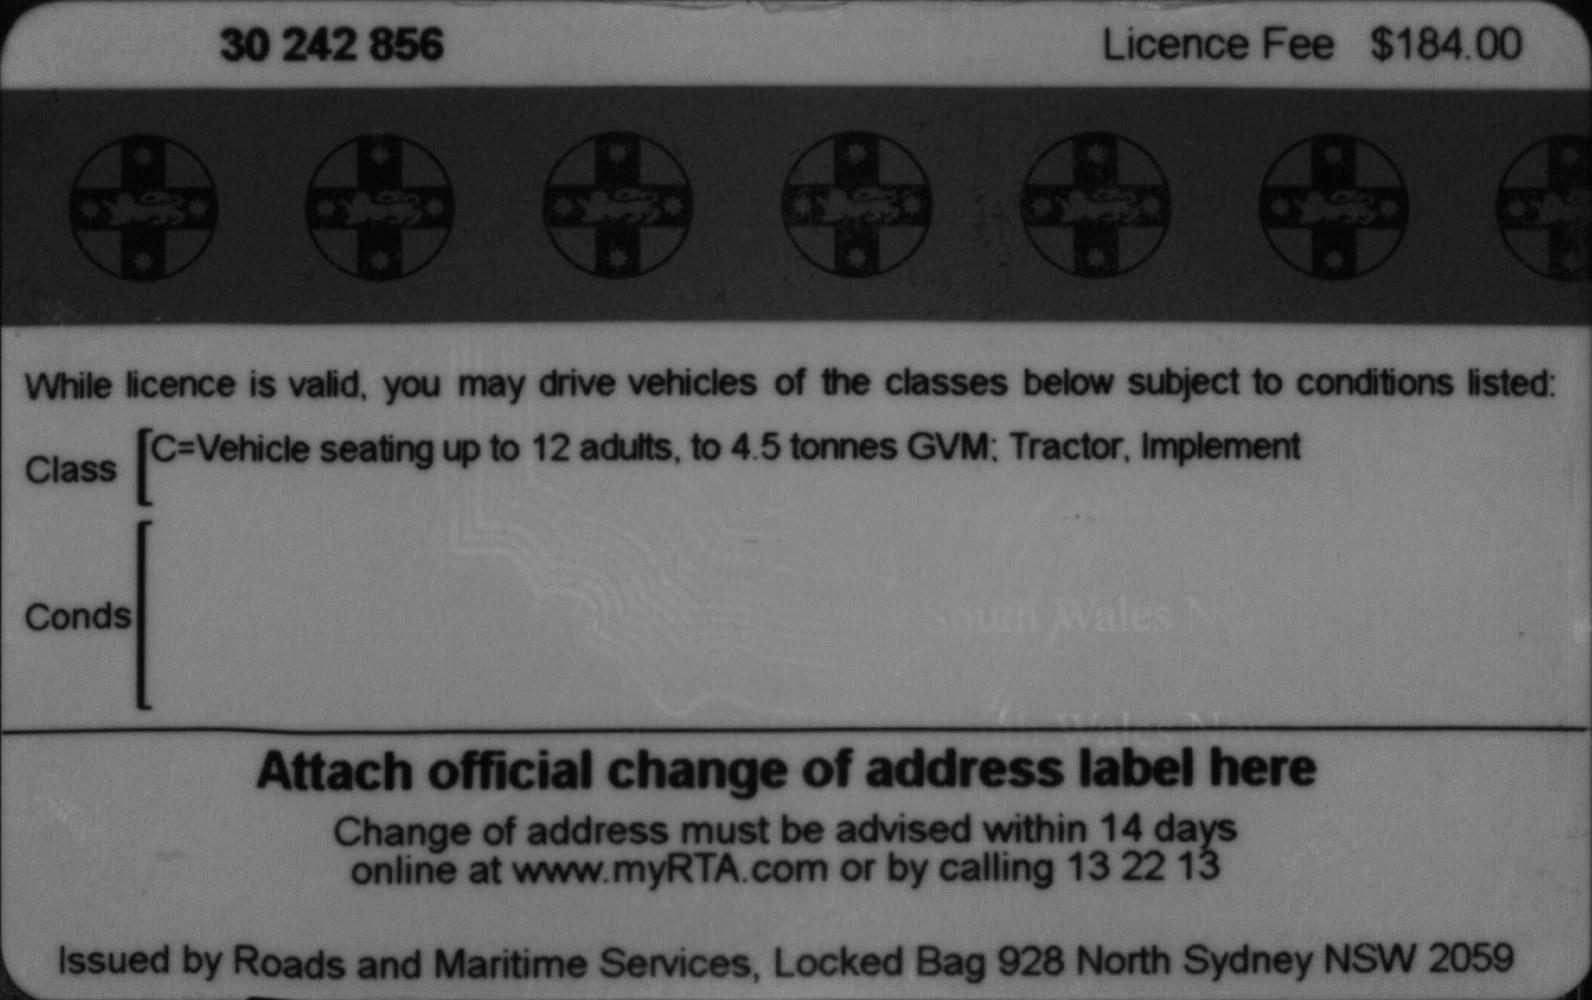 30 242 856 Licence Fee $184.00
While licence is valid, you may drive vehicles of the classes below subject to conditions listed:
Class [C=Vehicle seating up to 12 adults, to 4.5 tonnes GVM; Tractor, Implement
Conds [
South Wales
Wales
Attach official change of address label here
Change of address must be advised within 14 days
online at www.myRTA.com or by calling 13 22 13
Issued by Roads and Maritime Services, Locked Bag 928 North Sydney NSW 2059